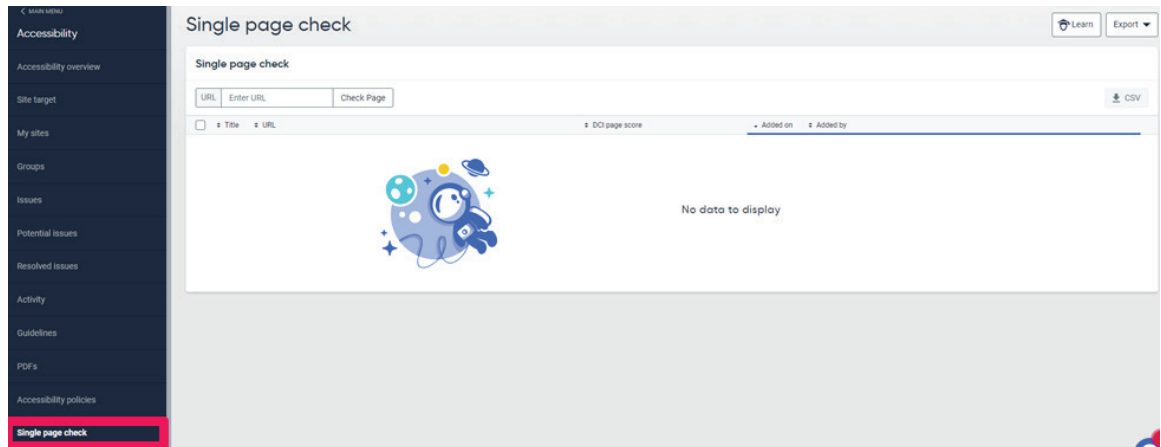 MAIN MENU
Accessibility
Accessibility overview
Site target
My sites
Groups
Issues
Potential issues
Resolved issues
Activity
Guidelines
PDFs
Accessibility policies
Single page check
Single page check
Learn
Export
Single page check
URL Enter URL Check Page
CSV
Title URL DCI page score Added on Added by
No data to display